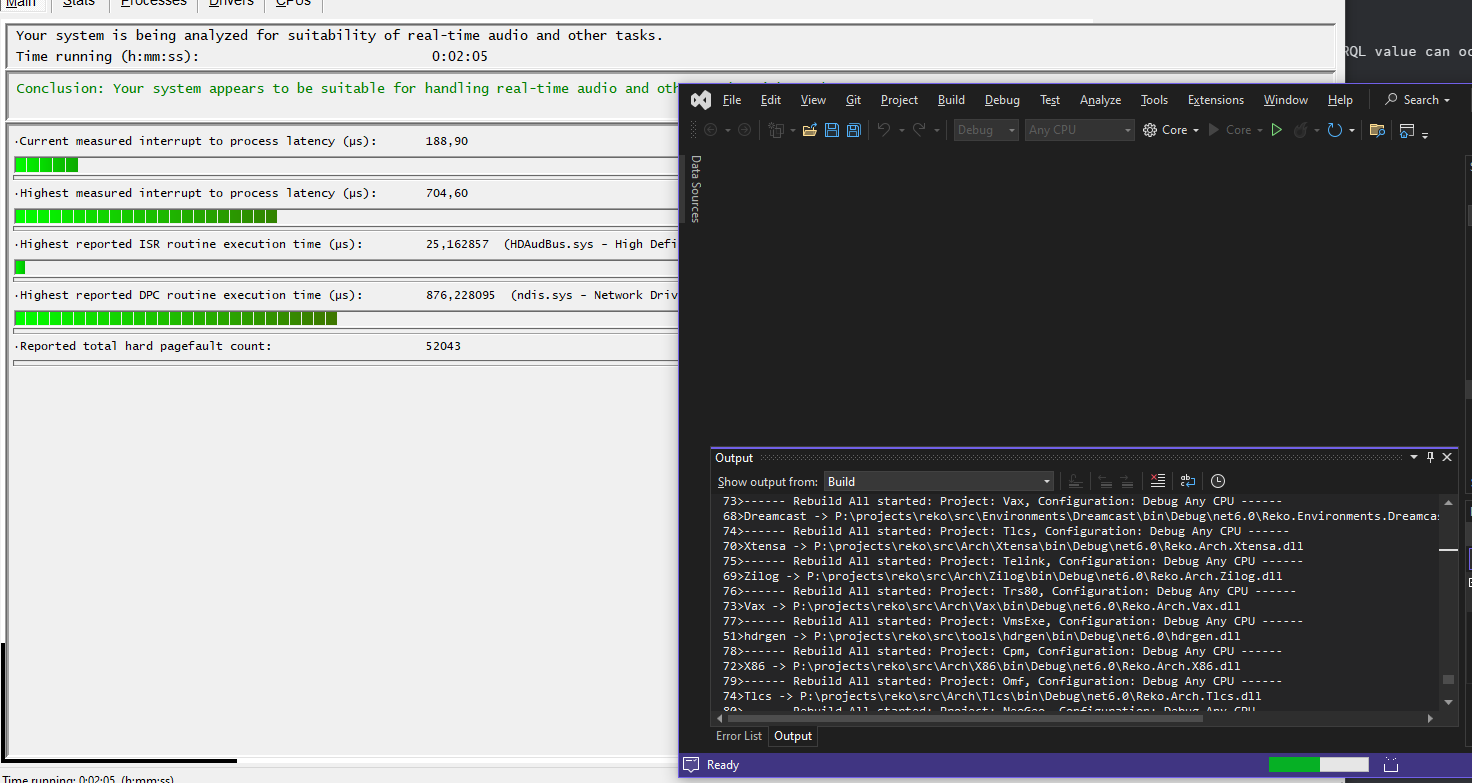 Main Stats Processes Drivers CPUs
Your system is being analyzed for suitability of real-time audio and other tasks.
Time running (h:mm:ss): 0:02:05
RQL value can oc
Conclusion: Your system appears to be suitable for handling real-time audio and oth
·Current measured interrupt to process latency (µs): 188,90
·Highest measured interrupt to process latency (µs): 704,60
·Highest reported ISR routine execution time (µs): 25,162857 (HDAudBus.sys - High Defi
·Highest reported DPC routine execution time (µs): 876,228095 (ndis.sys - Network Driv
·Reported total hard pagefault count: 52043
Time running: 0:02:05 (h:mm:ss)
File Edit View Git Project Build Debug Test Analyze Tools Extensions Window Help Search
Debug Any CPU Core Core
Data Sources
Output
Show output from: Build
73>------ Rebuild All started: Project: Vax, Configuration: Debug Any CPU ------
68>Dreamcast -> P:\projects\reko\src\Environments\Dreamcast\bin\Debug\net6.0\Reko.Environments.Dreamcas
74>------ Rebuild All started: Project: Tlcs, Configuration: Debug Any CPU ------
70>Xtensa -> P:\projects\reko\src\Arch\Xtensa\bin\Debug\net6.0\Reko.Arch.Xtensa.dll
75>------ Rebuild All started: Project: Telink, Configuration: Debug Any CPU ------
69>Zilog -> P:\projects\reko\src\Arch\Zilog\bin\Debug\net6.0\Reko.Arch.Zilog.dll
76>------ Rebuild All started: Project: Trs80, Configuration: Debug Any CPU ------
73>Vax -> P:\projects\reko\src\Arch\Vax\bin\Debug\net6.0\Reko.Arch.Vax.dll
77>------ Rebuild All started: Project: VmsExe, Configuration: Debug Any CPU ------
51>hdrgen -> P:\projects\reko\src\tools\hdrgen\bin\Debug\net6.0\hdrgen.dll
78>------ Rebuild All started: Project: Cpm, Configuration: Debug Any CPU ------
72>X86 -> P:\projects\reko\src\Arch\X86\bin\Debug\net6.0\Reko.Arch.X86.dll
79>------ Rebuild All started: Project: Omf, Configuration: Debug Any CPU ------
74>Tlcs -> P:\projects\reko\src\Arch\Tlcs\bin\Debug\net6.0\Reko.Arch.Tlcs.dll
80>------ Rebuild All started: Project: NeoGeo, Configuration: Debug Any CPU ------
Error List Output
Ready